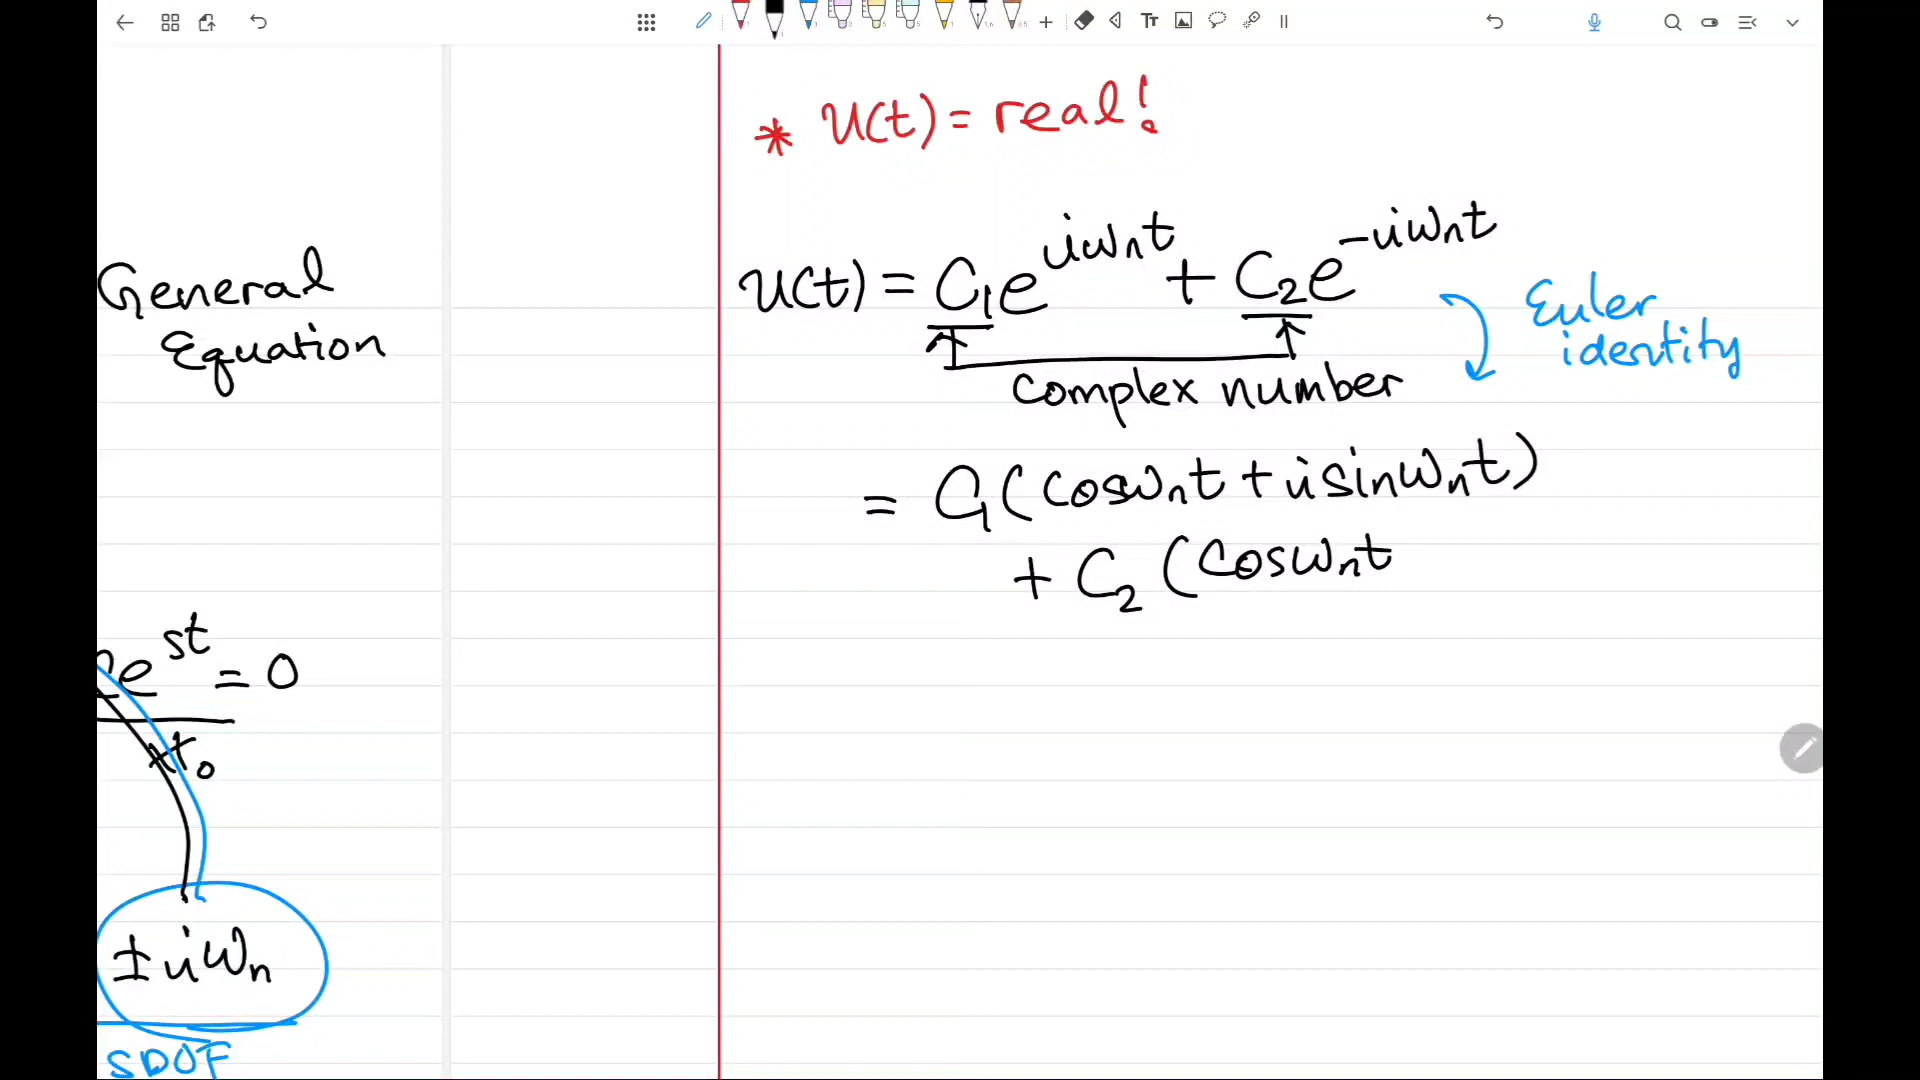 General
Equation
e^st = 0
≠0
± iωn
SDOF
* u(t) = real!
u(t) = C₁e^iωnt + C₂e^-iωnt
complex number
Euler
identity
= C₁(cosωnt + i sinωnt)
+ C₂ (cosωnt